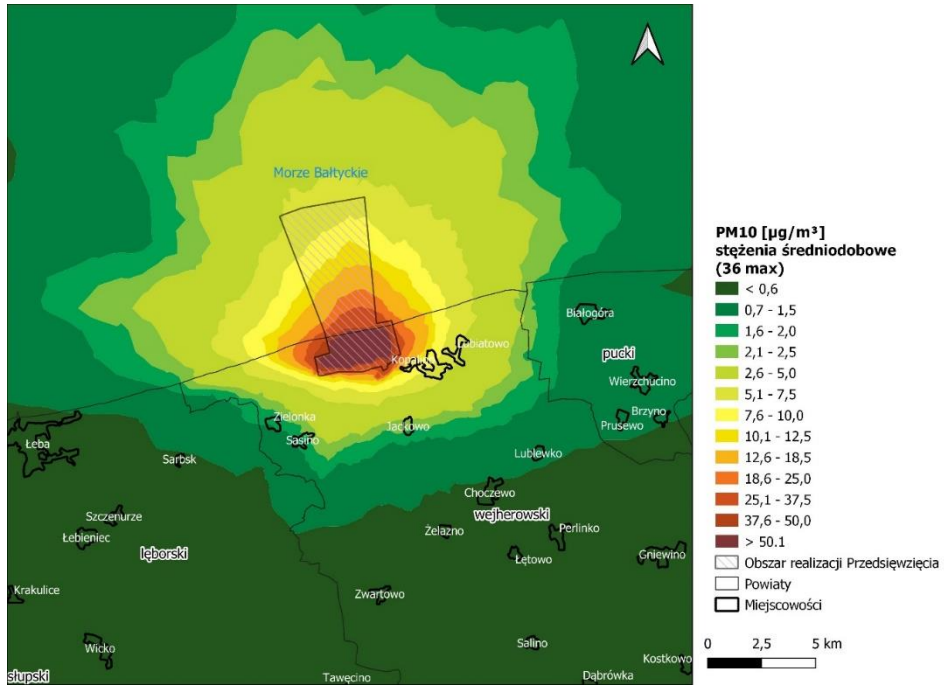 Morze Bałtyckie
Białogóra
Lubiatowo
pucki
Kopalino
Wierzchucino
Zielonka
Jackowo
Brzyno
Prusewo
Łeba
Sasino
Sarbsk
Lublewko
Choczewo
Szczenurze
wejherowski
Łebieniec
Żelazno
Perlinko
lęborski
Łętowo
Gniewino
Krakulice
Zwartowo
Wicko
Salino
Kostkowo
słupski
Tawęcino
Dąbrówka
PM10 [µg/m³]
stężenia średniodobowe
(36 max)
< 0,6
0,7 - 1,5
1,6 - 2,0
2,1 - 2,5
2,6 - 5,0
5,1 - 7,5
7,6 - 10,0
10,1 - 12,5
12,6 - 18,5
18,6 - 25,0
25,1 - 37,5
37,6 - 50,0
> 50.1
Obszar realizacji Przedsięwzięcia
Powiaty
Miejscowości
0 2,5 5 km